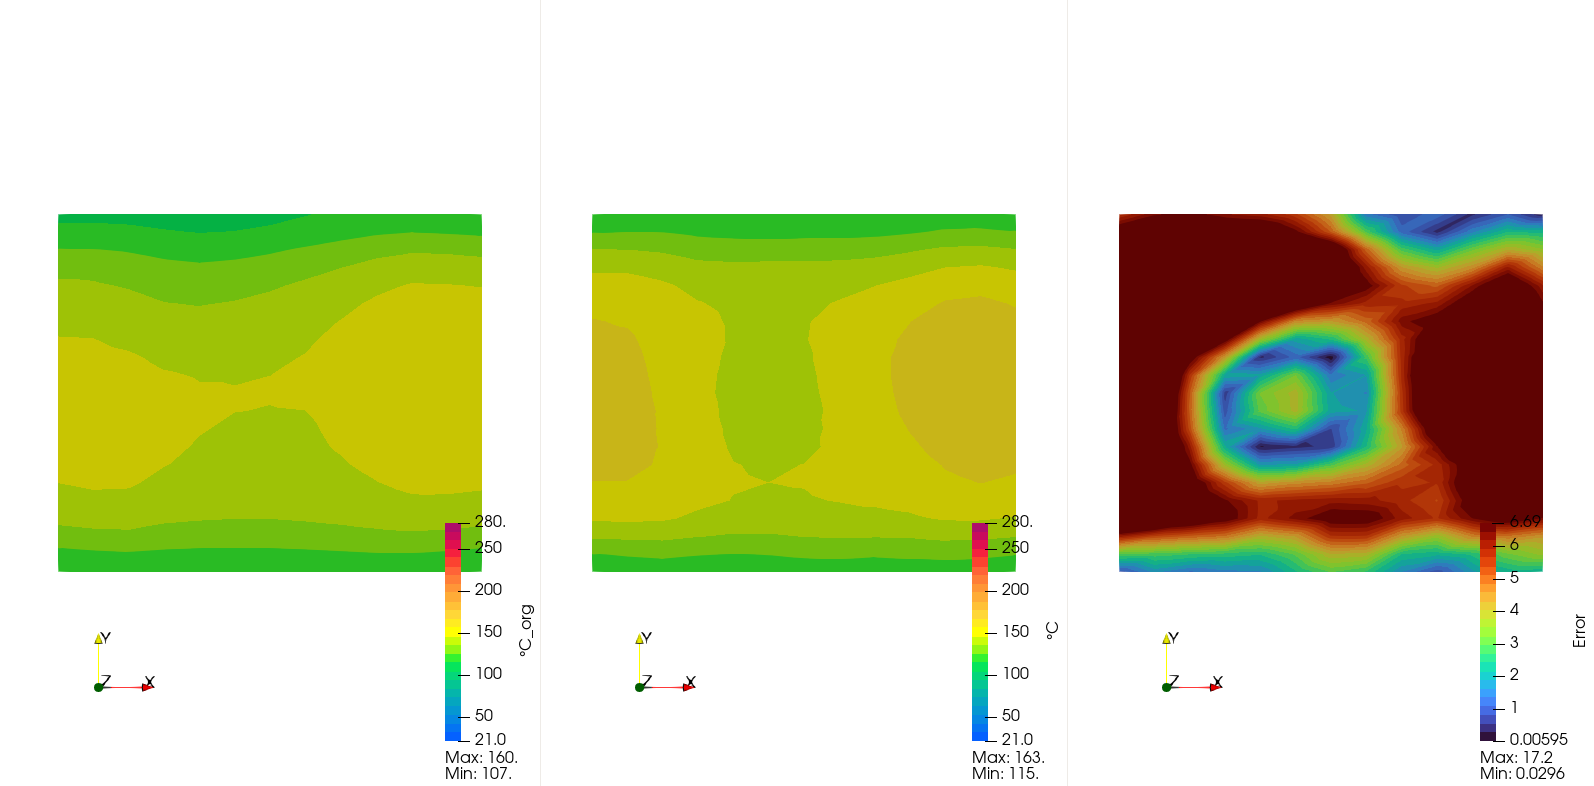 280.
250
200
150
100
50
21.0
°C_org
Max: 160.
Min: 107.
Y
Z
X
280.
250
200
150
100
50
21.0
°C
Max: 163.
Min: 115.
Y
Z
X
6.69
6
5
4
3
2
1
0.00595
Error
Max: 17.2
Min: 0.0296
Y
Z
X